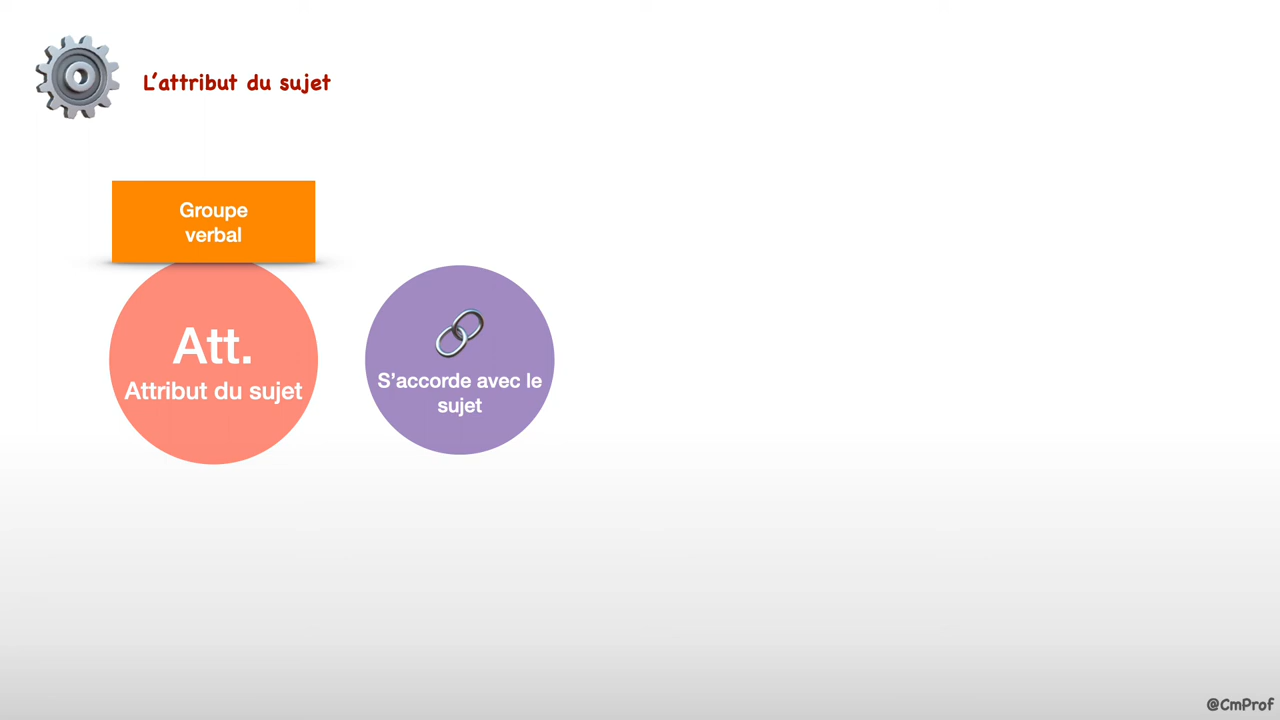 L’attribut du sujet
Groupe
verbal
Att.
Attribut du sujet
S’accorde avec le
sujet
@CmProf